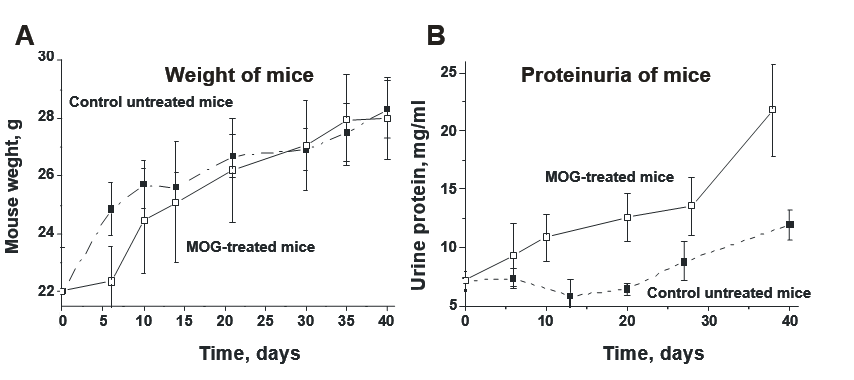 A
Weight of mice
Control untreated mice
MOG-treated mice
Mouse weght, g
30
28
26
24
22
0 5 10 14 15 20 25 30 35 40
Time, days
B
Proteinuria of mice
MOG-treated mice
Control untreated mice
Urine protein, mg/ml
25
20
15
10
5
0 10 20 30 40
Time, days